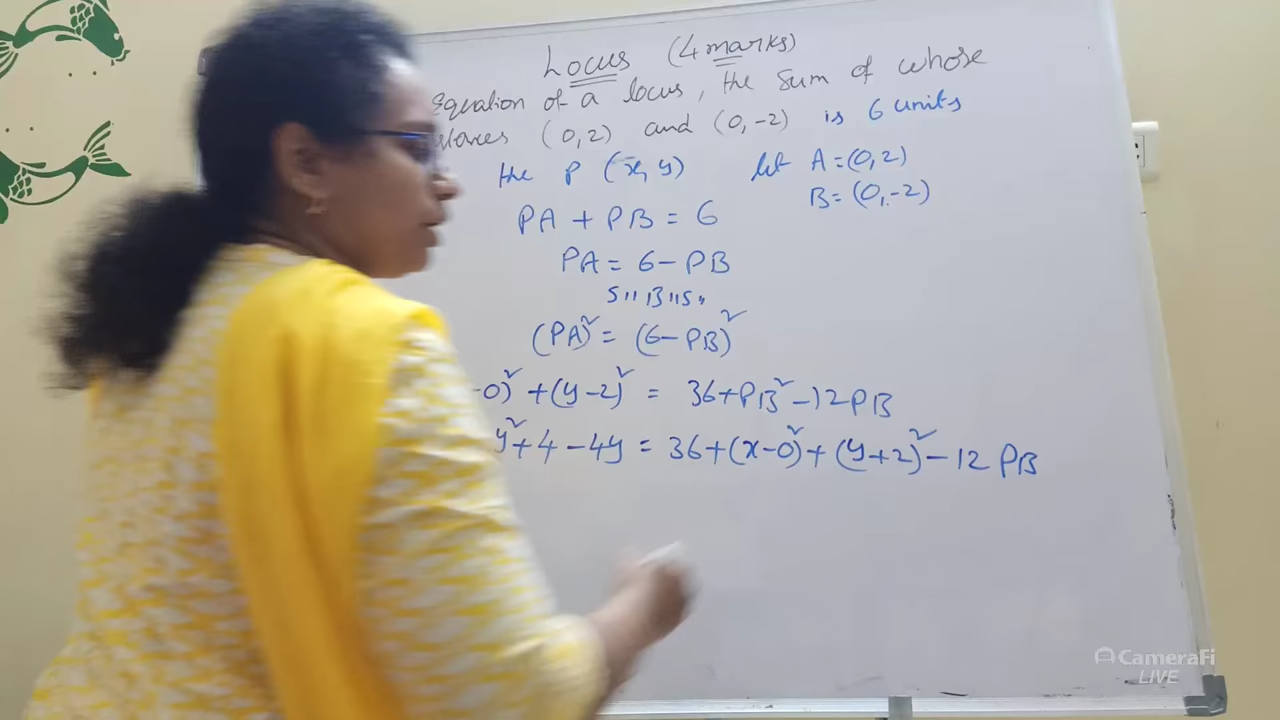 Locus (4 marks)
Equation of a locus, the sum of whose
(0,2) and (0,-2) is 6 units
the P (x, y) let A = (0,2)
B = (0,-2)
PA + PB = 6
PA = 6 - PB
S'' B'' S''
(PA)² = (6-PB)²
-0)² + (y-2)² = 36+PB² -12PB
y²+4 -4y = 36+(x-0)²+(y+2)² -12 PB
CameraFi
LIVE